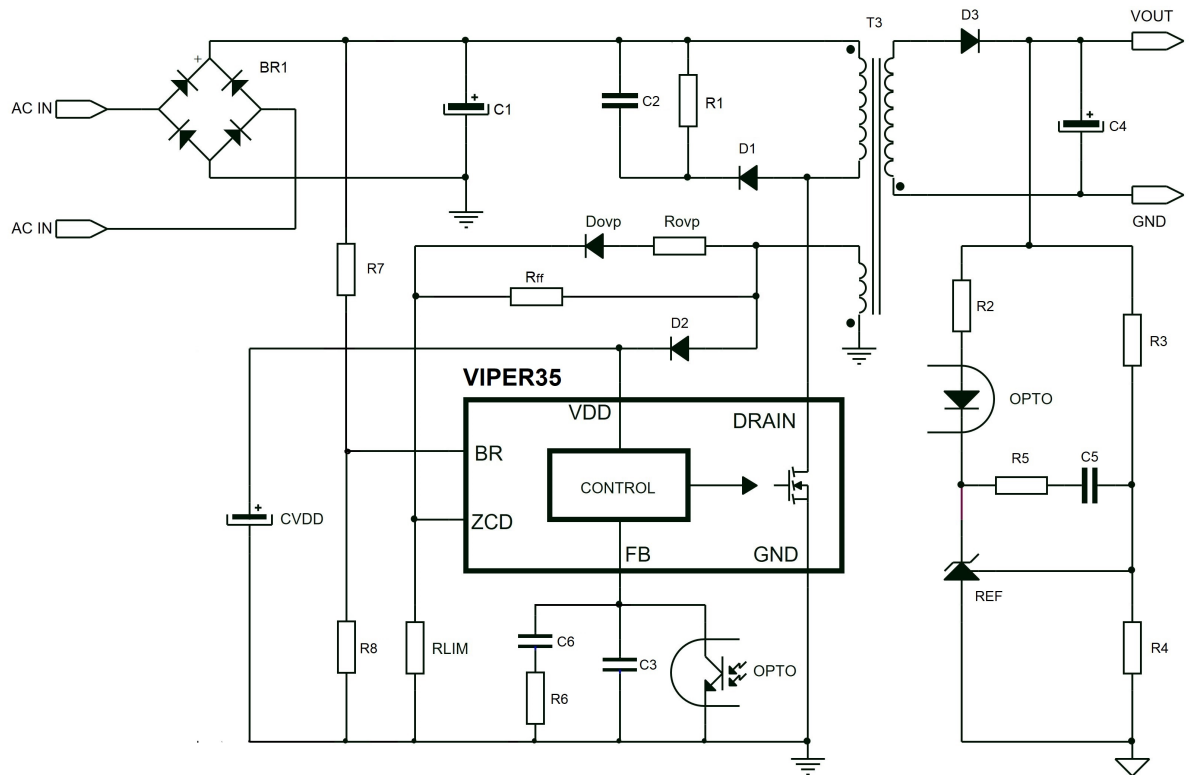 T3
D3
VOUT
+
BR1
AC IN
+
C1
C2
R1
+
C4
D1
AC IN
Dovp
Rovp
GND
R7
Rff
R2
D2
R3
VIPER35
OPTO
VDD
DRAIN
BR
R5
C5
CONTROL
+
CVDD
ZCD
FB
GND
REF
R8
RLIM
C6
C3
OPTO
R4
R6